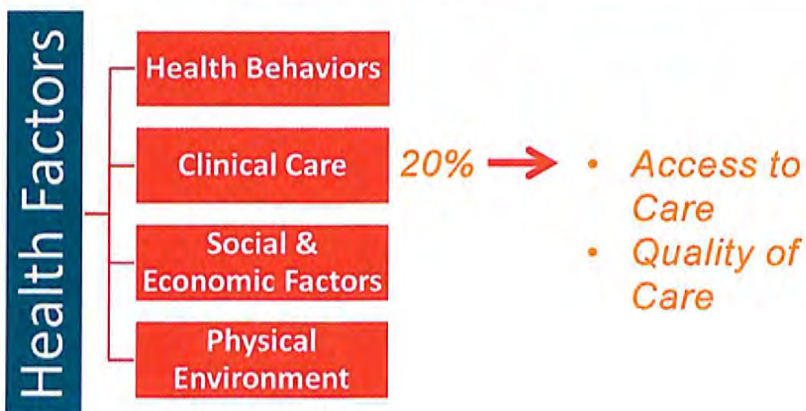 Health Factors
Health Behaviors
Clinical Care
20%
• Access to
Care
• Quality of
Care
Social &
Economic Factors
Physical
Environment